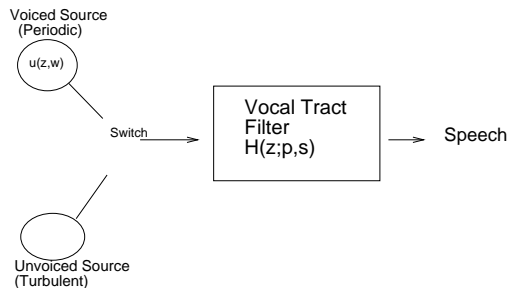 Voiced Source
(Periodic)
u(z,w)
Switch
Vocal Tract
Filter
H(z;p,s)
Speech
Unvoiced Source
(Turbulent)